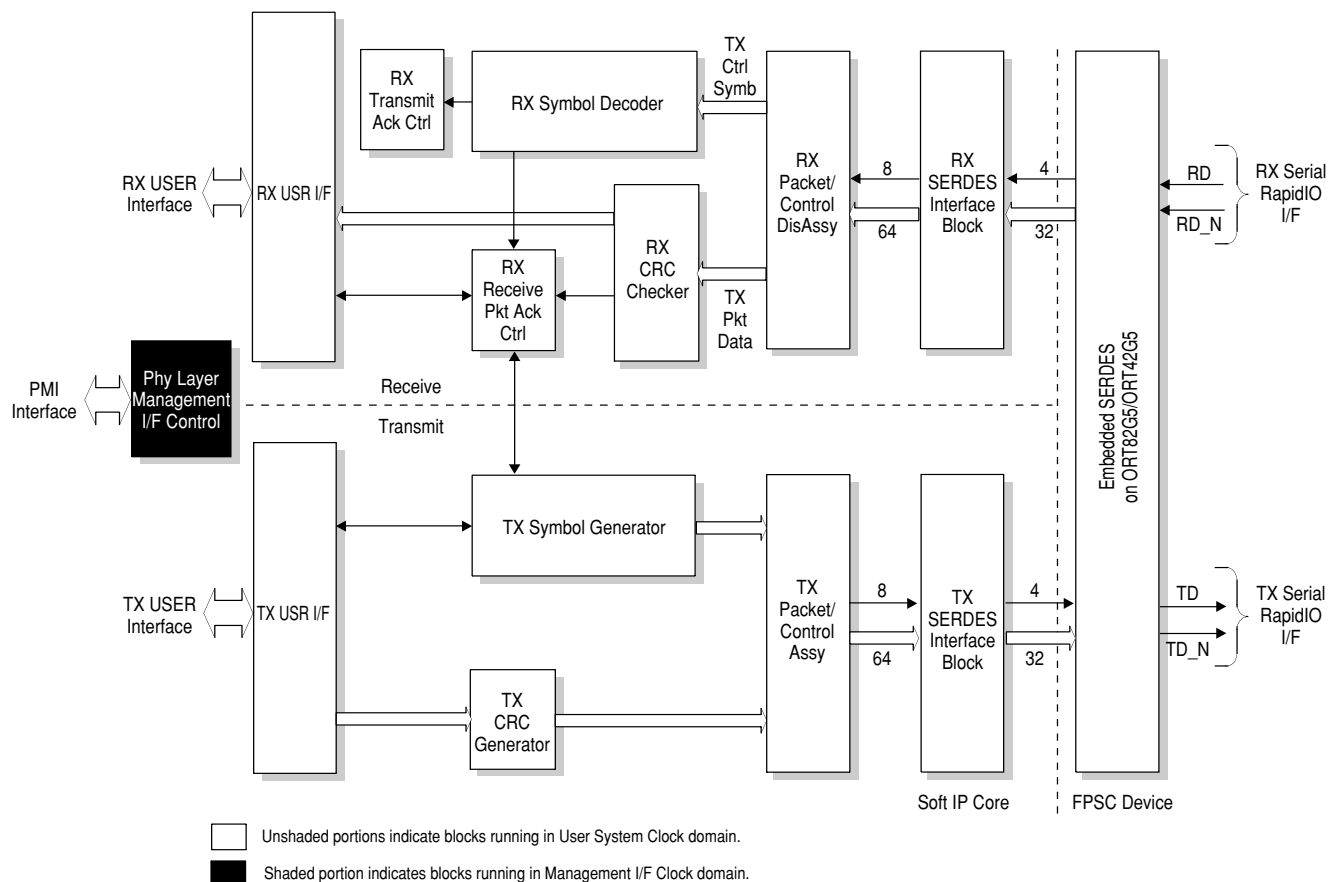 TX
Ctrl
Symb
RX
Transmit
Ack Ctrl
RX Symbol Decoder
RX USER
Interface
RX USR I/F
RX
Packet/
Control
DisAssy
8
64
RX
SERDES
Interface
Block
4
32
RD
RD_N
RX Serial
RapidIO
I/F
RX
CRC
Checker
RX
Receive
Pkt Ack
Ctrl
TX
Pkt
Data
PMI
Interface
Phy Layer
Management
I/F Control
Receive
Transmit
Embedded SERDES
on ORT82G5/ORT42G5
TX Symbol Generator
TX USER
Interface
TX USR I/F
TX
Packet/
Control
Assy
8
64
TX
SERDES
Interface
Block
4
32
TD
TD_N
TX Serial
RapidIO
I/F
TX
CRC
Generator
Soft IP Core
FPSC Device
Unshaded portions indicate blocks running in User System Clock domain.
Shaded portion indicates blocks running in Management I/F Clock domain.